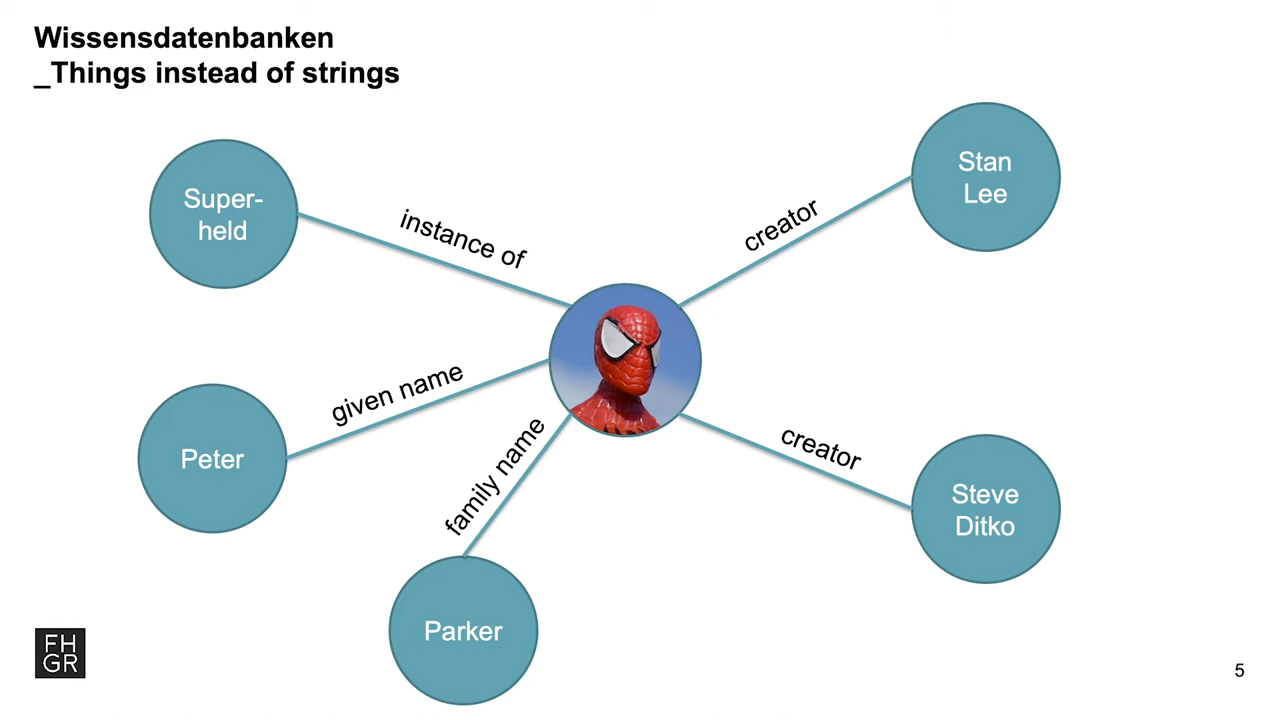 Wissensdatenbanken
_Things instead of strings
Super-
held
instance of
creator
Stan
Lee
given name
Peter
family name
Parker
creator
Steve
Ditko
FH
GR
5